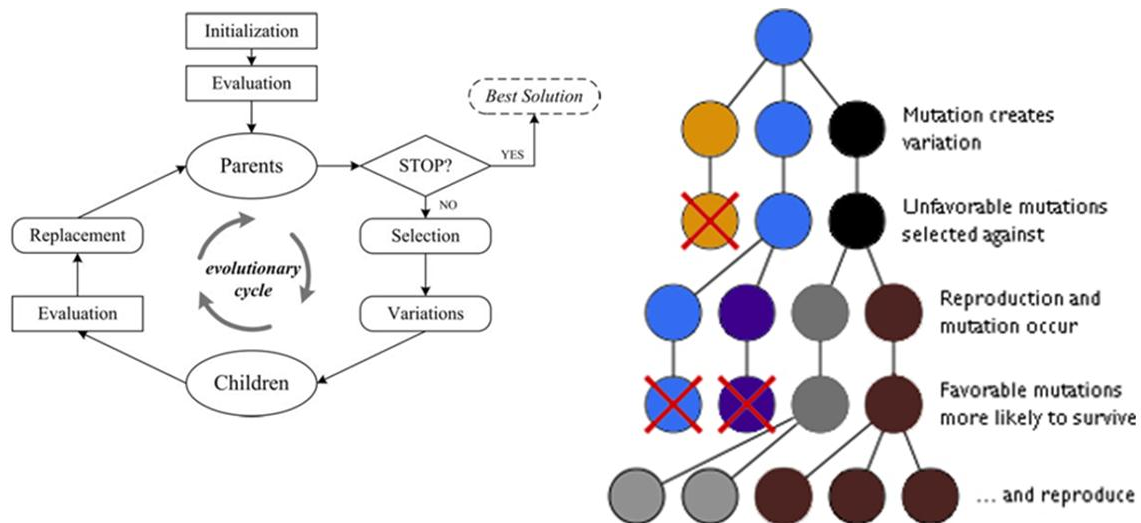 Initialization
Evaluation
Parents
STOP?
YES
Best Solution
NO
Selection
Variations
Children
Evaluation
Replacement
evolutionary
cycle
Mutation creates
variation
Unfavorable mutations
selected against
Reproduction and
mutation occur
Favorable mutations
more likely to survive
... and reproduce